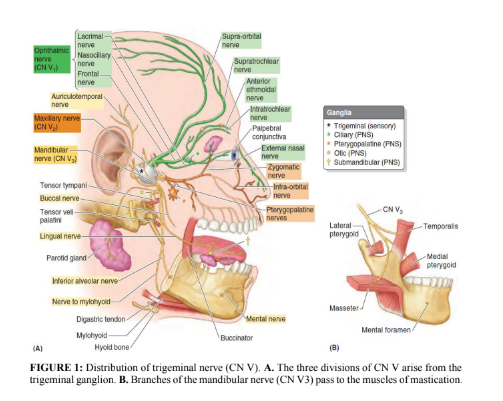 Lacrimal
nerve
Ophthalmic
nerve
(CN V₁)
Nasociliary
nerve
Frontal
nerve
Auriculotemporal
nerve
Maxillary nerve
(CN V₂)
Mandibular
nerve (CN V₃)
Tensor tympani
Buccal nerve
Tensor veli
palatini
Lingual nerve
Parotid gland
Inferior alveolar nerve
Nerve to mylohyoid
Digastric tendon
Mylohyoid
Hyoid bone
(A)
Supra-orbital
nerve
Supratrochlear
nerve
Anterior
ethmoidal
nerve
Infratrochlear
nerve
Palpebral
conjunctiva
External nasal
nerve
Zygomatic
nerve
Infra-orbital
nerve
Pterygopalatine
nerves
Mental nerve
Buccinator
Ganglia
* Trigeminal (sensory)
* Ciliary (PNS)
* Pterygopalatine (PNS)
* Otic (PNS)
† Submandibular (PNS)
CN V₃
Lateral
pterygoid
Temporalis
Medial
pterygoid
Masseter
Mental foramen
(B)
FIGURE 1: Distribution of trigeminal nerve (CN V). A. The three divisions of CN V arise from the
trigeminal ganglion. B. Branches of the mandibular nerve (CN V3) pass to the muscles of mastication.